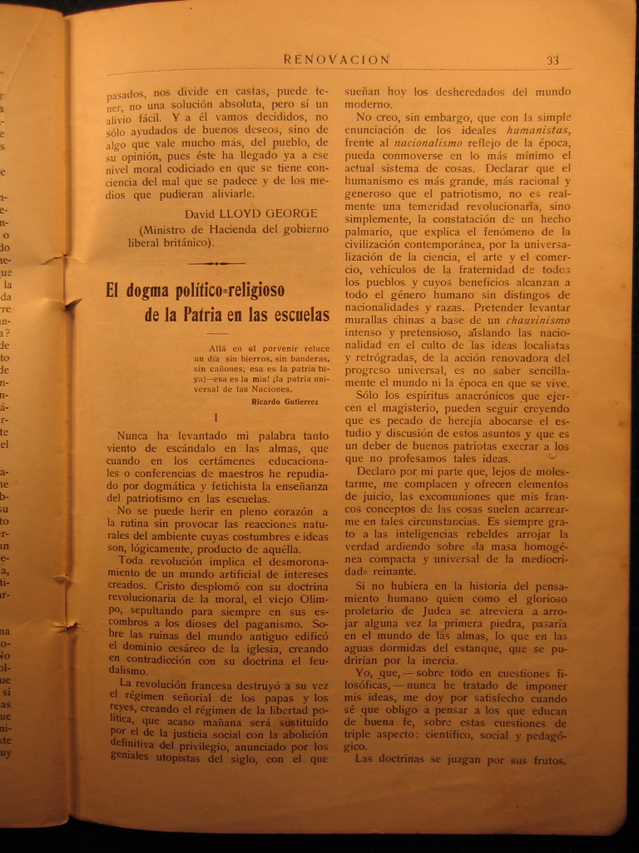 RENOVACION
33
pasados, nos divide en castas, puede te-
ner, no una solución absoluta, pero sí un
alivio fácil. Y a él vamos decididos, no
sólo ayudados de buenos deseos, sino de
algo que vale mucho más, del pueblo, de
su opinión, pues éste ha llegado ya a ese
nivel moral codiciado en que se tiene con-
ciencia del mal que se padece y de los me-
dios que pudieran aliviarle.
David LLOYD GEORGE
(Ministro de Hacienda del gobierno
liberal británico).
El dogma político=religioso
de la Patria en las escuelas
Allá en el porvenir reluce
un día sin hierros, sin banderas,
sin cañones; esa es la patria tu-
ya!—esa es la mía! ¡la patria uni-
versal de las Naciones.
Ricardo Gutierrez
I
Nunca ha levantado mi palabra tanto
viento de escándalo en las almas, que
cuando en los certámenes educaciona-
les o conferencias de maestros he repudia-
do por dogmática y fetichista la enseñanza
del patriotismo en las escuelas.
No se puede herir en pleno corazón a
la rutina sin provocar las reacciones natu-
rales del ambiente cuyas costumbres e ideas
son, lógicamente, producto de aquélla.
Toda revolución implica el desmorona-
miento de un mundo artificial de intereses
creados. Cristo desplomó con su doctrina
revolucionaria de la moral, el viejo Olim-
po, sepultando para siempre en sus es-
combros a los dioses del paganismo. So-
bre las ruinas del mundo antiguo edificó
el dominio cesáreo de la iglesia, creando
en contradicción con su doctrina el feu-
dalismo.
La revolución francesa destruyó a su vez
el régimen señorial de los papas y los
reyes, creando el régimen de la libertad po-
lítica, que acaso mañana será sustituido
por el de la justicia social con la abolición
definitiva del privilegio, anunciado por los
geniales utopistas del siglo, con el que
sueñan hoy los desheredados del mundo
moderno.
No creo, sin embargo, que con la simple
enunciación de los ideales humanistas,
frente al nacionalismo reflejo de la época,
pueda conmoverse en lo más mínimo el
actual sistema de cosas. Declarar que el
humanismo es más grande, más racional y
generoso que el patriotismo, no es real-
mente una temeridad revolucionaria, sino
simplemente, la constatación de un hecho
palmario, que explica el fenómeno de la
civilización contemporánea, por la universa-
lización de la ciencia, el arte y el comer-
cio, vehículos de la fraternidad de todos
los pueblos y cuyos beneficios alcanzan a
todo el género humano sin distingos de
nacionalidades y razas. Pretender levantar
murallas chinas a base de un chauvinismo
intenso y pretensioso, aislando las nacio-
nalidad en el culto de las ideas localistas
y retrógradas, de la acción renovadora del
progreso universal, es no saber sencilla-
mente el mundo ni la época en que se vive.
Sólo los espíritus anacrónicos que ejer-
cen el magisterio, pueden seguir creyendo
que es pecado de herejía abocarse el es-
tudio y discusión de estos asuntos y que es
un deber de buenos patriotas execrar a los
que no profesamos tales ideas.
Declaro por mi parte que, lejos de moles-
tarme, me complacen y ofrecen elementos
de juicio, las excomuniones que mis fran-
cos conceptos de las cosas suelen acarrear-
me en tales circunstancias. Es siempre gra-
to a las inteligencias rebeldes arrojar la
verdad ardiendo sobre «la masa homogé-
nea compacta y universal de la mediocri-
dad» reinante.
Si no hubiera en la historia del pensa-
miento humano quien como el glorioso
proletario de Judea se atreviera a arro-
jar alguna vez la primera piedra, pasaría
en el mundo de las almas, lo que en las
aguas dormidas del estanque, que se pu-
drirían por la inercia.
Yo, que, — sobre todo en cuestiones fi-
losóficas, — nunca he tratado de imponer
mis ideas, me doy por satisfecho cuando
sé que obligo a pensar a los que educan
de buena fe, sobre estas cuestiones de
triple aspecto: científico, social y pedagó-
gico.
Las doctrinas se juzgan por sus frutos.